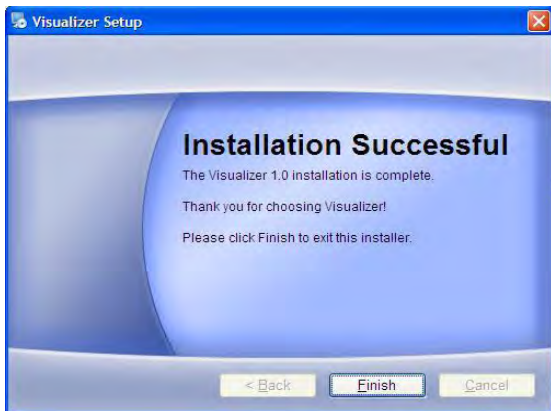 Visualizer Setup
Installation Successful
The Visualizer 1.0 installation is complete.
Thank you for choosing Visualizer!
Please click Finish to exit this installer.
< Back
Finish
Cancel